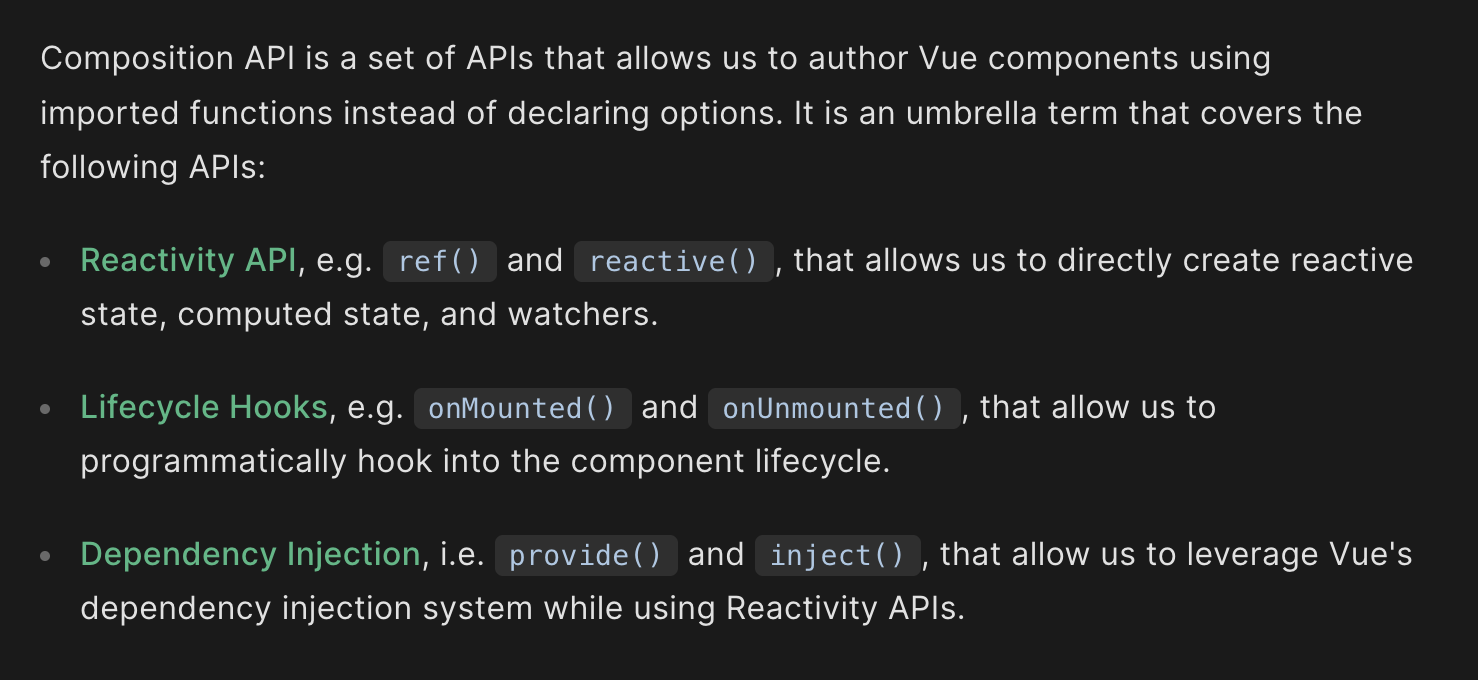 Composition API is a set of APIs that allows us to author Vue components using
imported functions instead of declaring options. It is an umbrella term that covers the
following APIs:
Reactivity API, e.g. ref() and reactive(), that allows us to directly create reactive
state, computed state, and watchers.
Lifecycle Hooks, e.g. onMounted() and onUnmounted(), that allow us to
programmatically hook into the component lifecycle.
Dependency Injection, i.e. provide() and inject(), that allow us to leverage Vue's
dependency injection system while using Reactivity APIs.